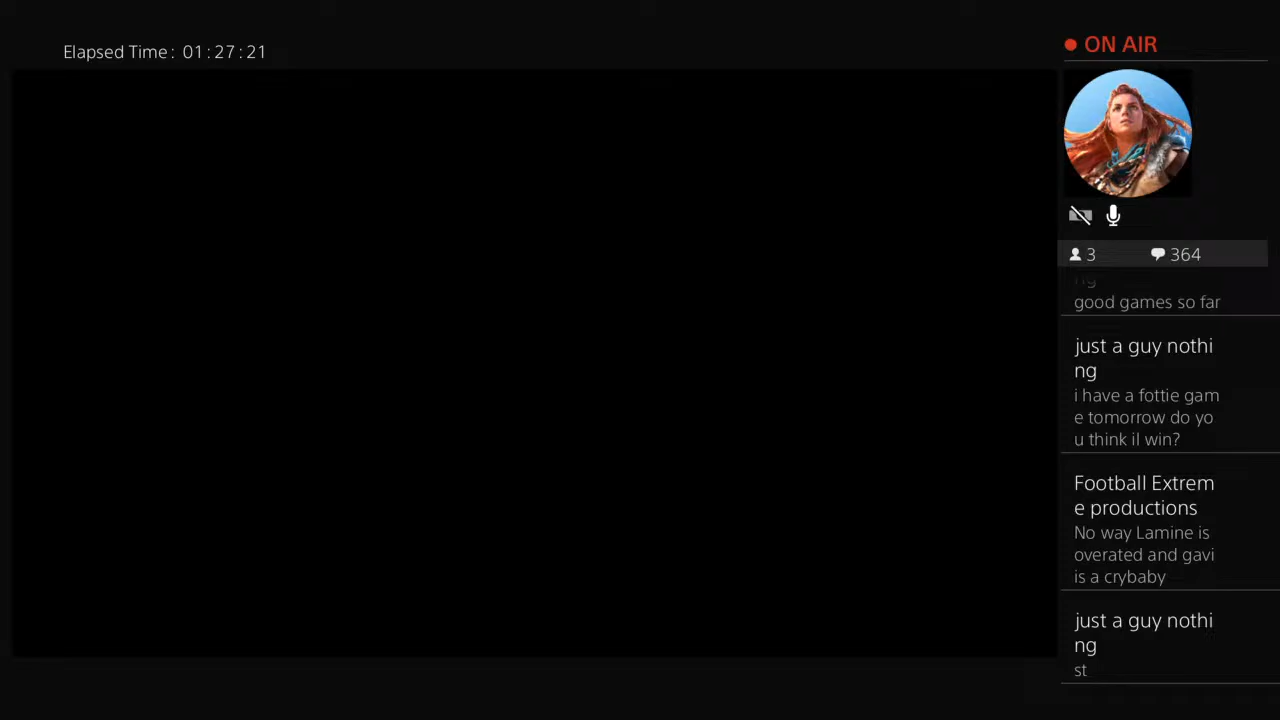 Elapsed Time: 01:27:21
ON AIR
3 364
ng
good games so far
just a guy nothi
ng
i have a fottie gam
e tomorrow do yo
u think il win?
Football Extrem
e productions
No way Lamine is
overated and gavi
is a crybaby
just a guy nothi
ng
st